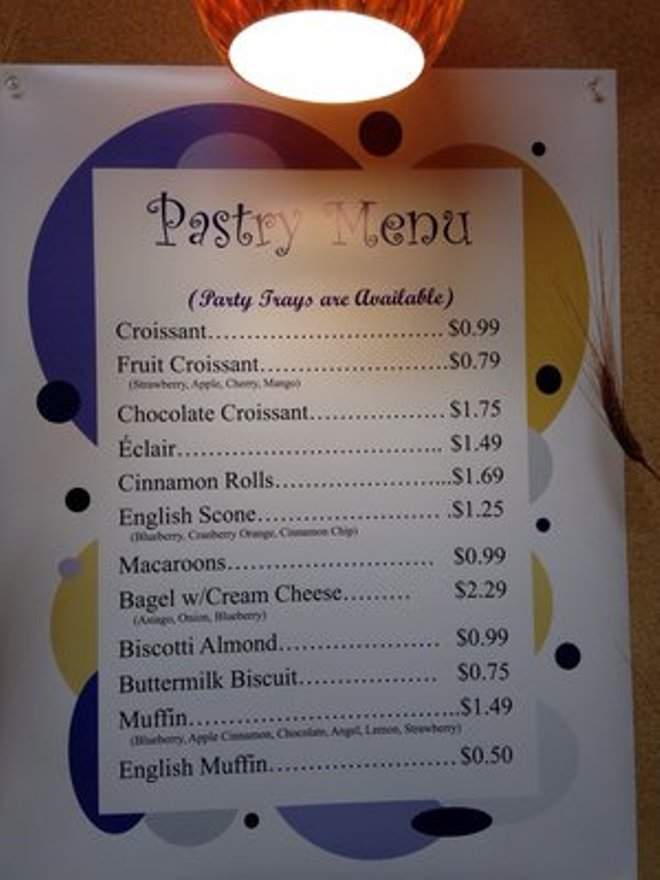 Pastry Menu
(Party Trays are Available)
Croissant.............................. $0.99
Fruit Croissant........................$0.79
(Strawberry, Apple, Cherry, Mango)
Chocolate Croissant................. $1.75
Éclair.................................. $1.49
Cinnamon Rolls.......................$1.69
English Scone........................ .$1.25
(Blueberry, Cranberry Orange, Cinnamon Chip)
Macaroons........................... $0.99
Bagel w/Cream Cheese......... $2.29
(Asiago, Onion, Blueberry)
Biscotti Almond..................... $0.99
Buttermilk Biscuit.................. $0.75
Muffin...................................$1.49
(Blueberry, Apple Cinnamon, Chocolate, Angel, Lemon, Strawberry)
English Muffin........................$0.50